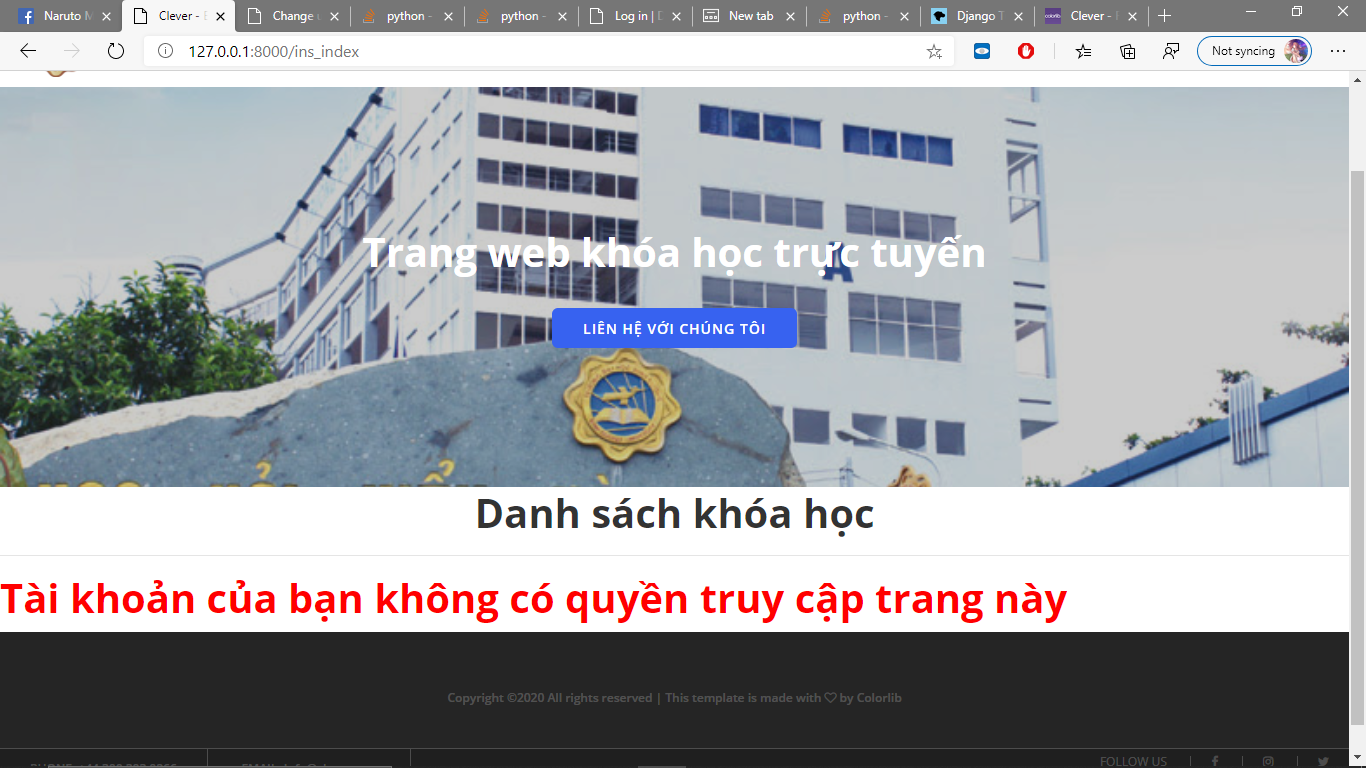 Naruto M
Clever - E
Change
python -
python -
Log in | D
New tab
python -
Django T
Clever -
127.0.0.1:8000/ins_index
Not syncing
Trang web khóa học trực tuyến
A
LIÊN HỆ VỚI CHÚNG TÔI
Danh sách khóa học
Tài khoản của bạn không có quyền truy cập trang này
Copyright ©2020 All rights reserved | This template is made with ♡ by Colorlib
FOLLOW US